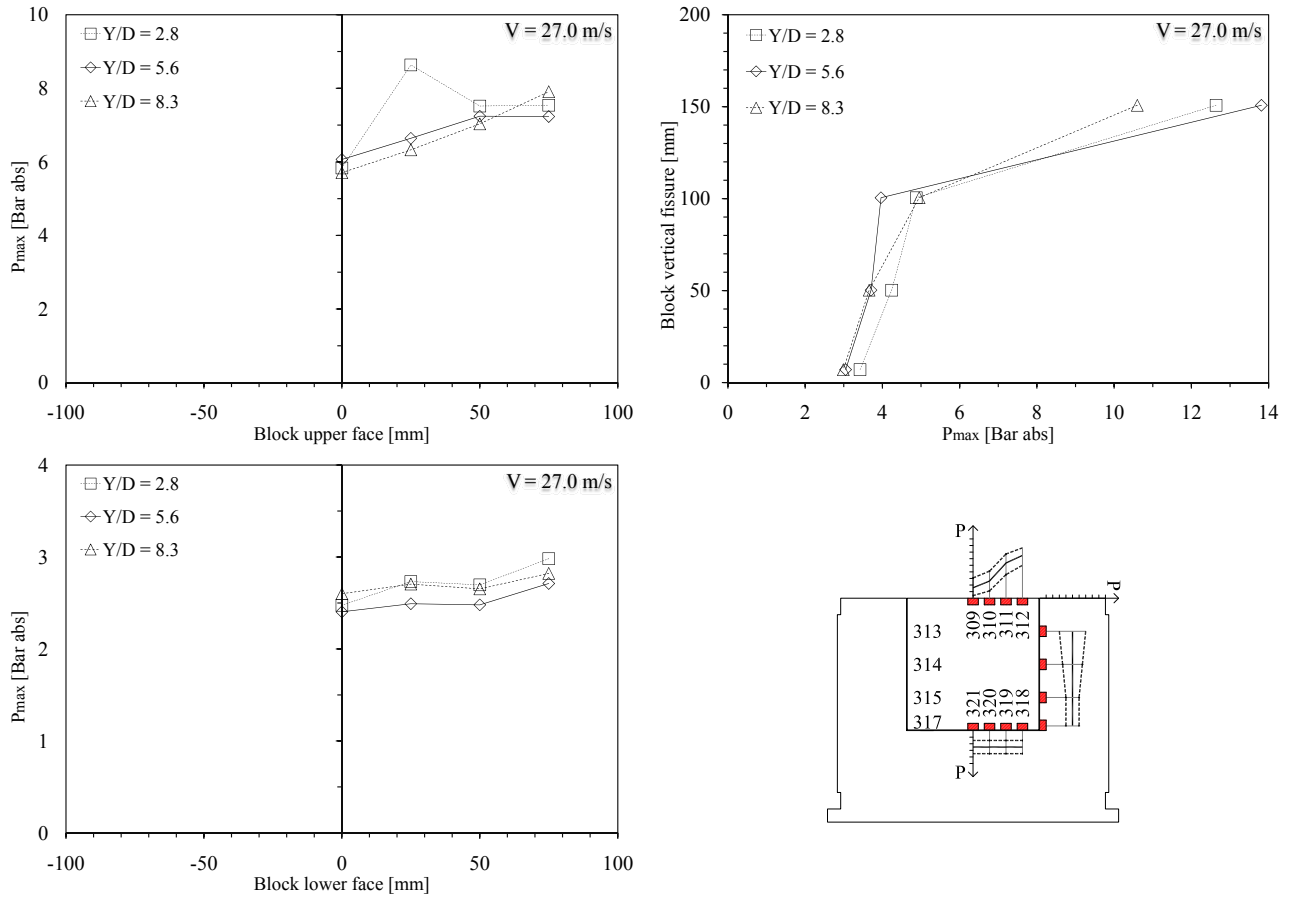 10
8
6
4
2
0
-100
-50
0
50
100
Pmax [Bar abs]
Block upper face [mm]
Y/D = 2.8
Y/D = 5.6
Y/D = 8.3
V = 27.0 m/s
200
150
100
50
0
0
2
4
6
8
10
12
14
Block vertical fissure [mm]
Pmax [Bar abs]
Y/D = 2.8
Y/D = 5.6
Y/D = 8.3
V = 27.0 m/s
4
3
2
1
0
-100
-50
0
50
100
Pmax [Bar abs]
Block lower face [mm]
Y/D = 2.8
Y/D = 5.6
Y/D = 8.3
V = 27.0 m/s
P
P
309
310
311
312
313
314
315
317
321
320
319
318
P